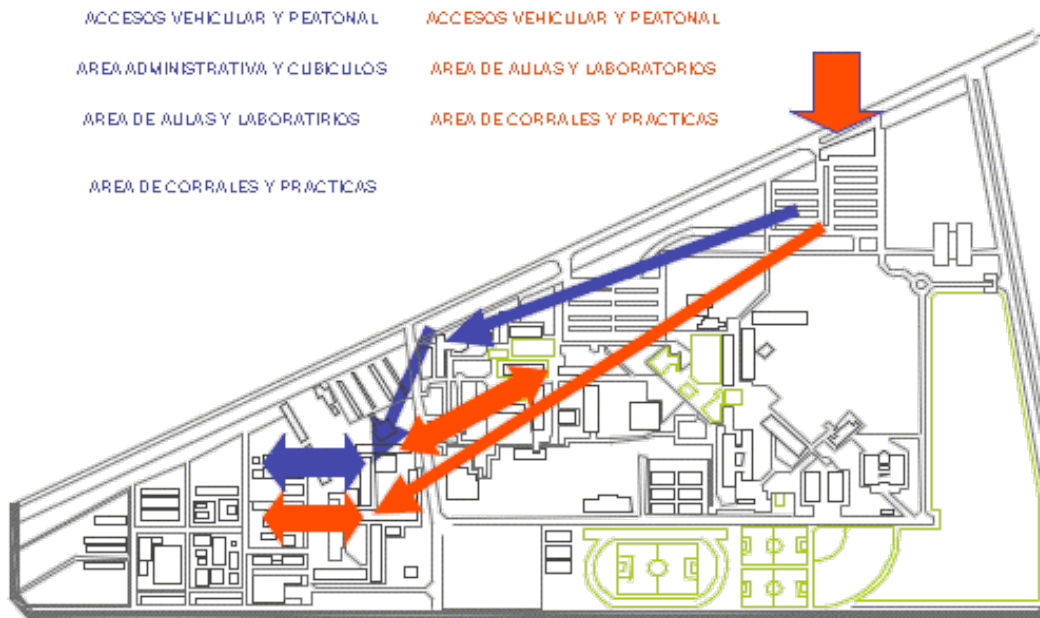 ACCESOS VEHICULAR Y PEATONAL
AREA ADMINISTRATIVA Y CUBICULOS
AREA DE AULAS Y LABORATIRIOS
AREA DE CORRALES Y PRACTICAS
ACCESOS VEHICULAR Y PEATONAL
AREA DE AULAS Y LABORATORIOS
AREA DE CORRALES Y PRACTICAS